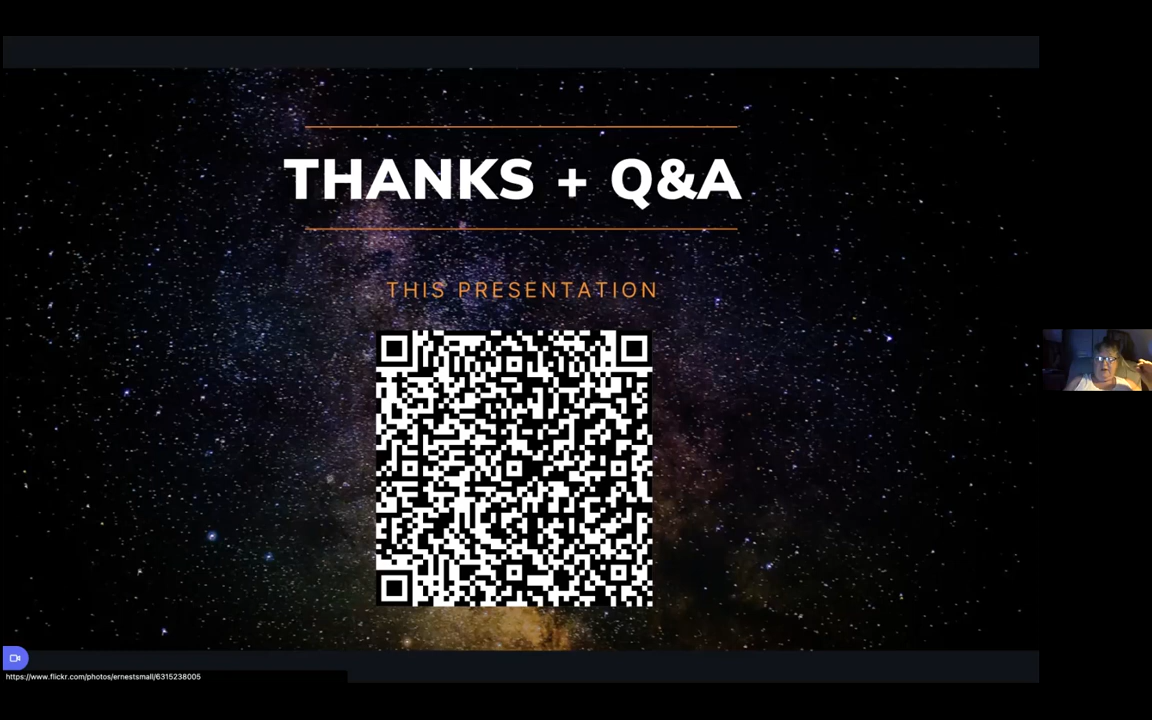 THANKS + Q&A
THIS PRESENTATION
https://www.flickr.com/photos/ernestsmall/6315238005